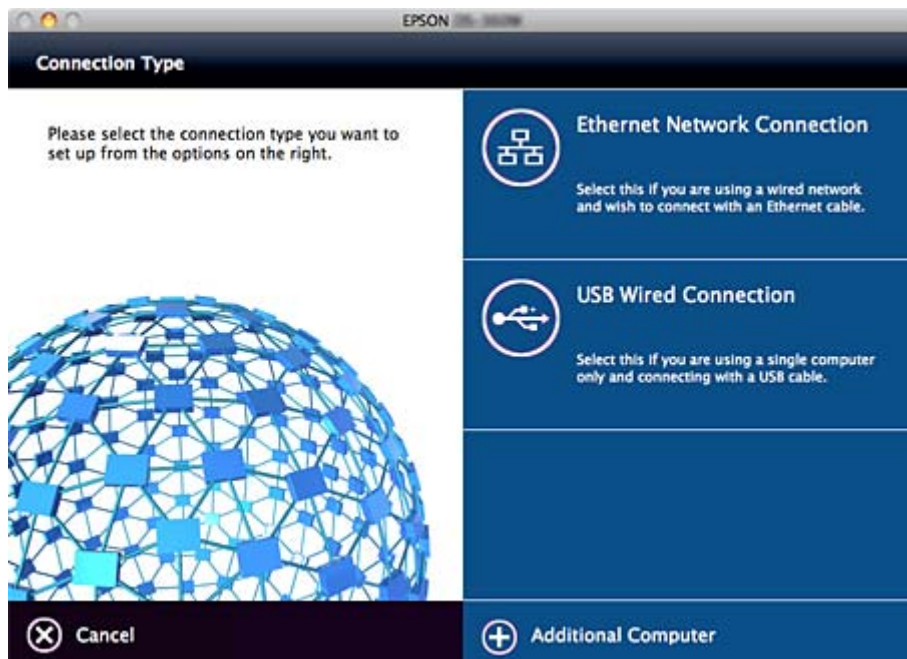 EPSON
Connection Type
Please select the connection type you want to
set up from the options on the right.
Ethernet Network Connection
Select this if you are using a wired network
and wish to connect with an Ethernet cable.
USB Wired Connection
Select this if you are using a single computer
only and connecting with a USB cable.
Cancel
Additional Computer